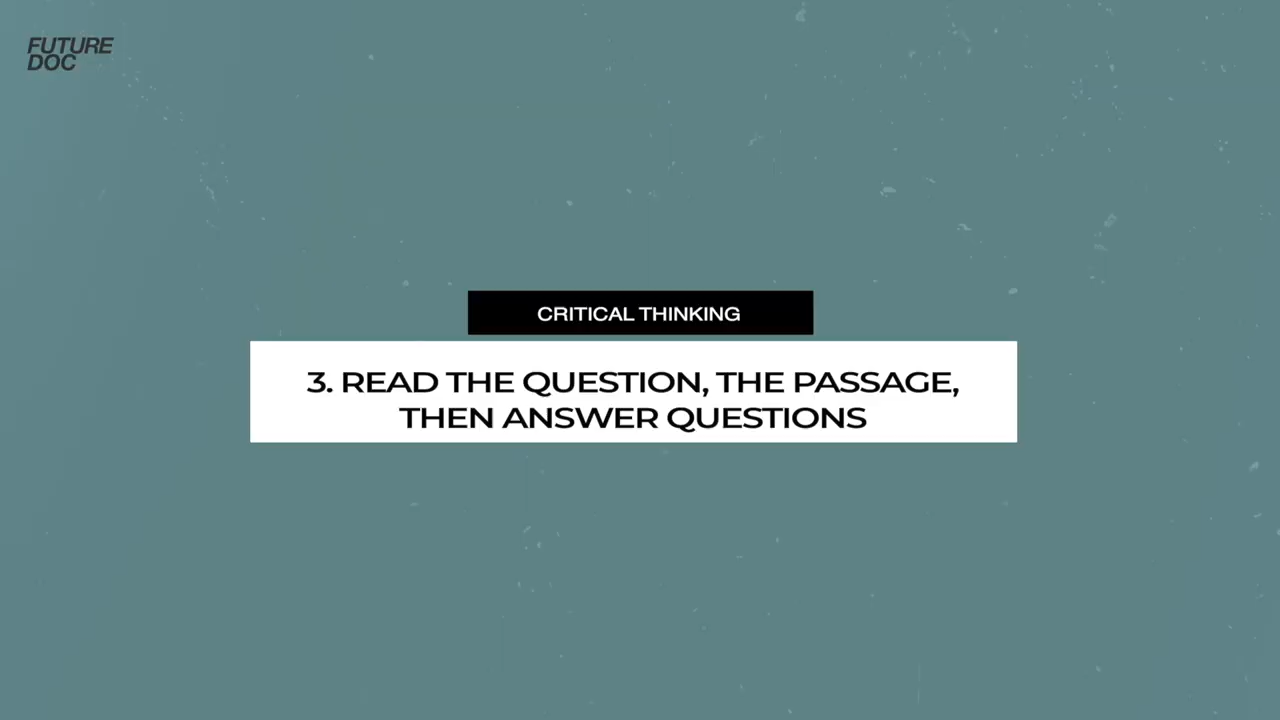 FUTURE
DOC
CRITICAL THINKING
3. READ THE QUESTION, THE PASSAGE,
THEN ANSWER QUESTIONS